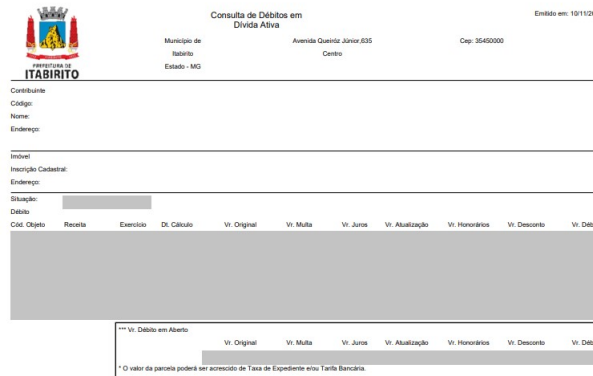 Consulta de Débitos em
Dívida Ativa
Emitido em: 10/11/20
Município de
Itabirito
Estado - MG
Avenida Queiróz Júnior,635
Centro
Cep: 35450000
PREFEITURA DE
ITABIRITO
Contribuinte
Código:
Nome:
Endereço:
Imóvel
Inscrição Cadastral:
Endereço:
Situação:
Débito
Cód. Objeto Receita Exercício Dt. Cálculo Vr. Original Vr. Multa Vr. Juros Vr. Atualização Vr. Honorários Vr. Desconto Vr. Déb
*** Vr. Débito em Aberto
Vr. Original Vr. Multa Vr. Juros Vr. Atualização Vr. Honorários Vr. Desconto Vr. Déb
* O valor da parcela poderá ser acrescido de Taxa de Expediente e/ou Tarifa Bancária.